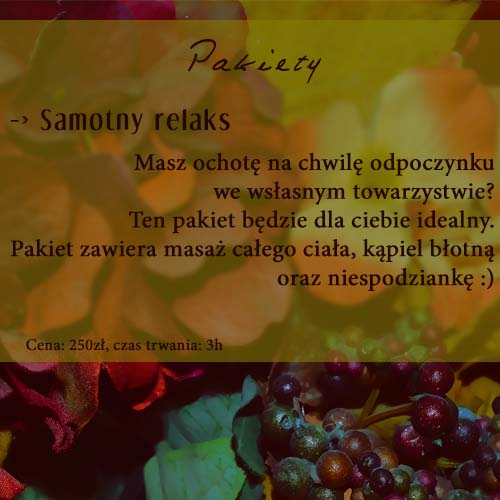 Pakiety
-> Samotny relaks
Masz ochotę na chwilę odpoczynku
we wsłasnym towarzystwie?
Ten pakiet będzie dla ciebie idealny.
Pakiet zawiera masaż całego ciała, kąpiel błotną
oraz niespodziankę :)
Cena: 250zł, czas trwania: 3h